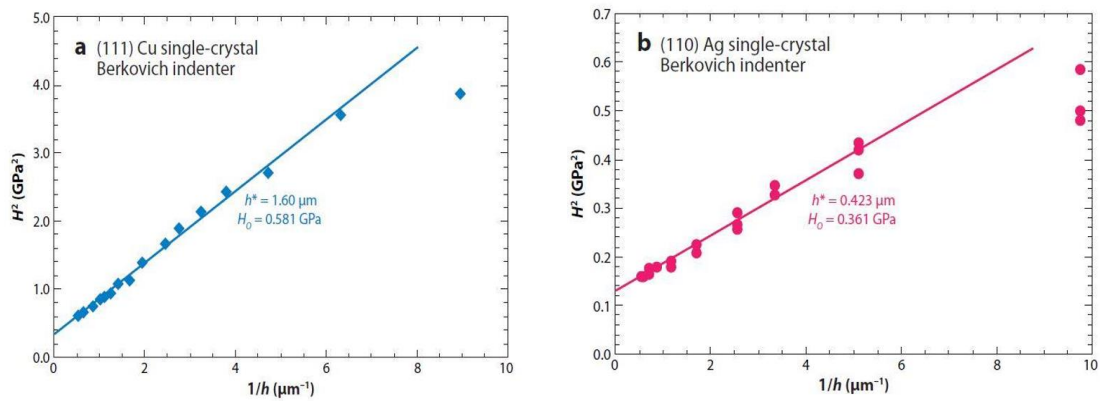 a (111) Cu single-crystal
Berkovich indenter
h* = 1.60 μm
H₀ = 0.581 GPa
H² (GPa²)
5.0
4.0
3.0
2.0
1.0
0.0
0 2 4 6 8 10
1/h (μm⁻¹)
b (110) Ag single-crystal
Berkovich indenter
h* = 0.423 μm
H₀ = 0.361 GPa
H² (GPa²)
0.7
0.6
0.5
0.4
0.3
0.2
0.1
0.0
0 2 4 6 8 10
1/h (μm⁻¹)